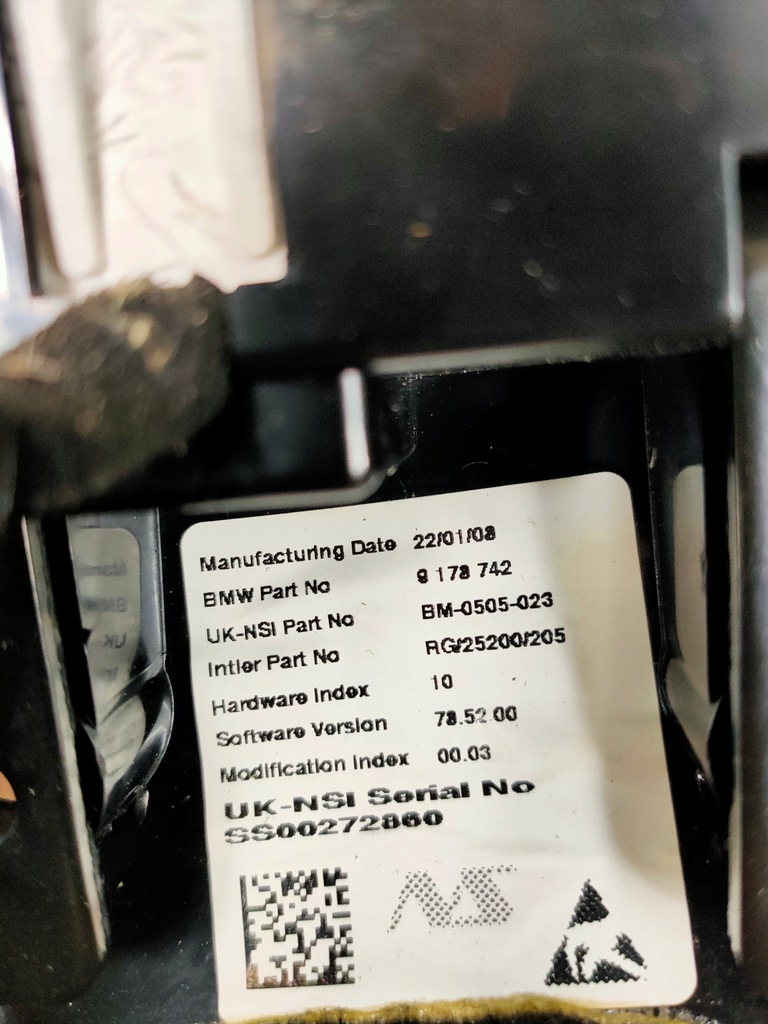 Manufacturing Date 22/01/08
BMW Part No 9 178 742
UK-NSI Part No BM-0505-023
Intier Part No RG/25200/205
Hardware Index 10
Software Version 78.52.00
Modification Index 00.03
UK-NSI Serial No
SS00272860